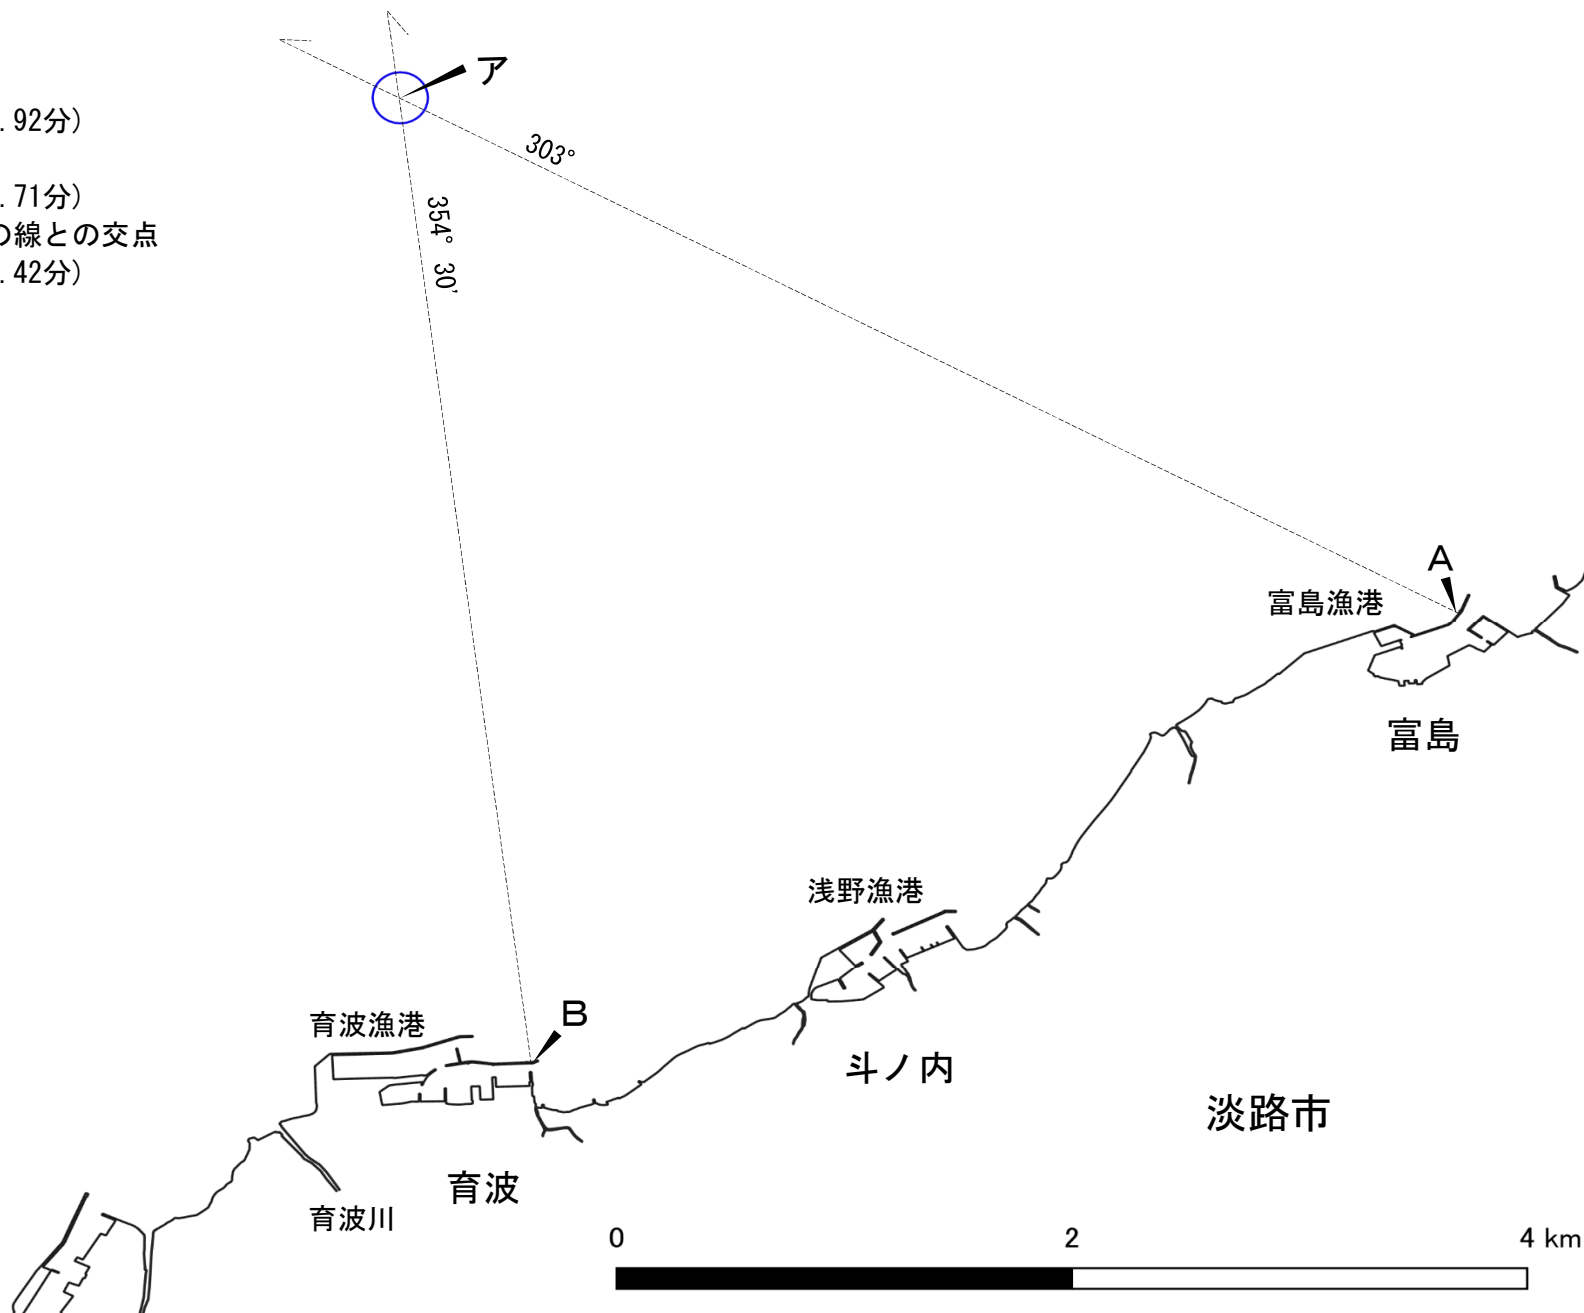 ア
. 92分)
303°
. 71分)
354° 30'
の線との交点
. 42分)
A
富島漁港
富島
浅野漁港
B
育波漁港
斗ノ内
淡路市
育波
育波川
0 2 4 km